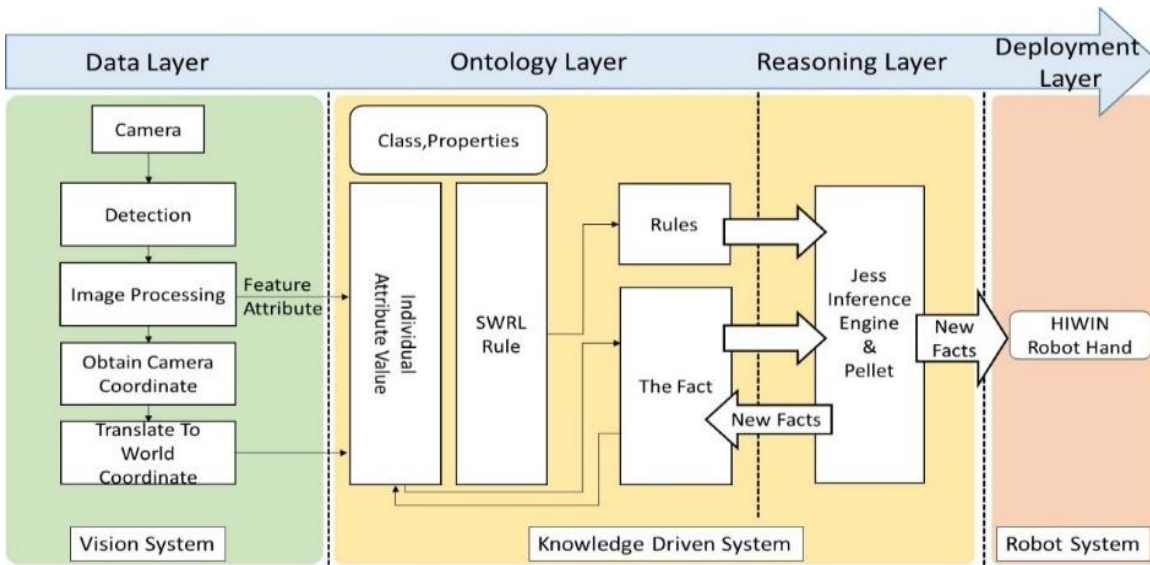 Data Layer
Ontology Layer
Reasoning Layer
Deployment
Layer
Camera
Detection
Image Processing
Obtain Camera
Coordinate
Translate To
World
Coordinate
Feature
Attribute
Vision System
Class,Properties
Individual
Attribute Value
SWRL
Rule
Rules
The Fact
New Facts
Jess
Inference
Engine
&
Pellet
New
Facts
Knowledge Driven System
HIWIN
Robot Hand
Robot System